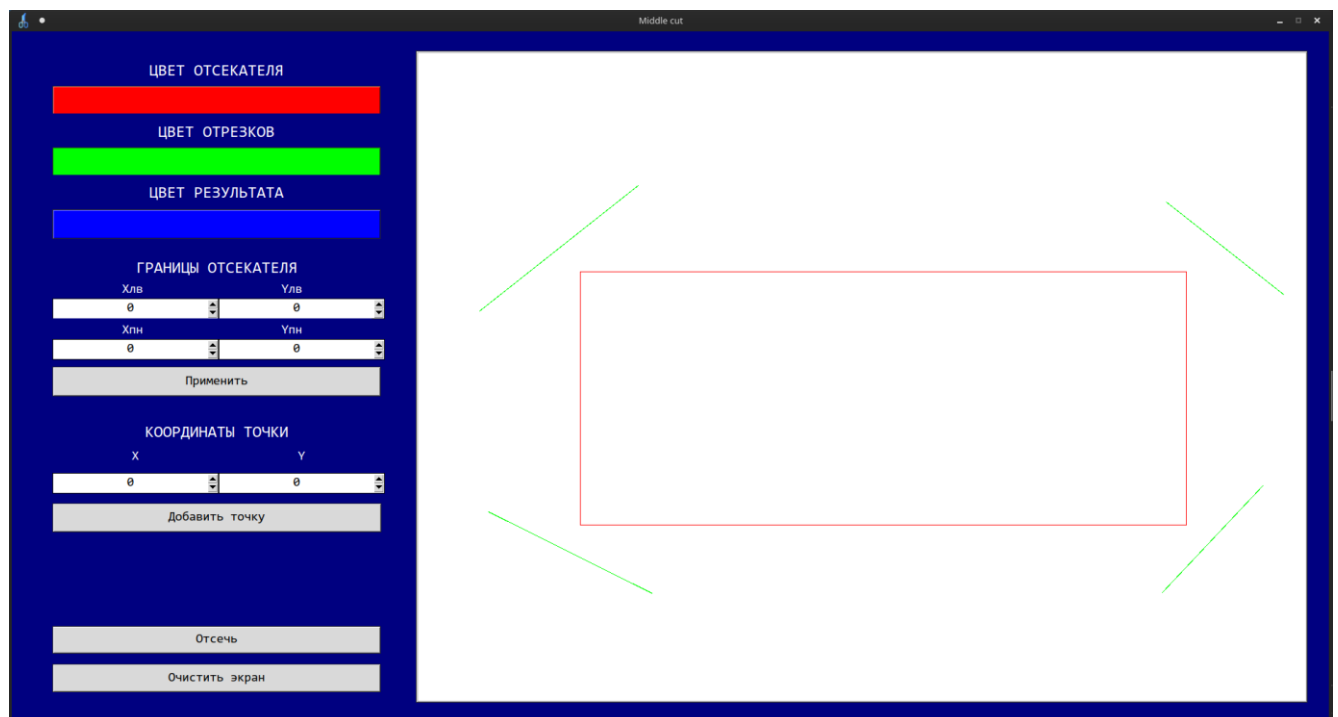 Middle cut
ЦВЕТ ОТСЕКАТЕЛЯ
ЦВЕТ ОТРЕЗКОВ
ЦВЕТ РЕЗУЛЬТАТА
ГРАНИЦЫ ОТСЕКАТЕЛЯ
Xлв Yлв
0 0
Xпн Yпн
0 0
Применить
КООРДИНАТЫ ТОЧКИ
X Y
0 0
Добавить точку
Отсечь
Очистить экран